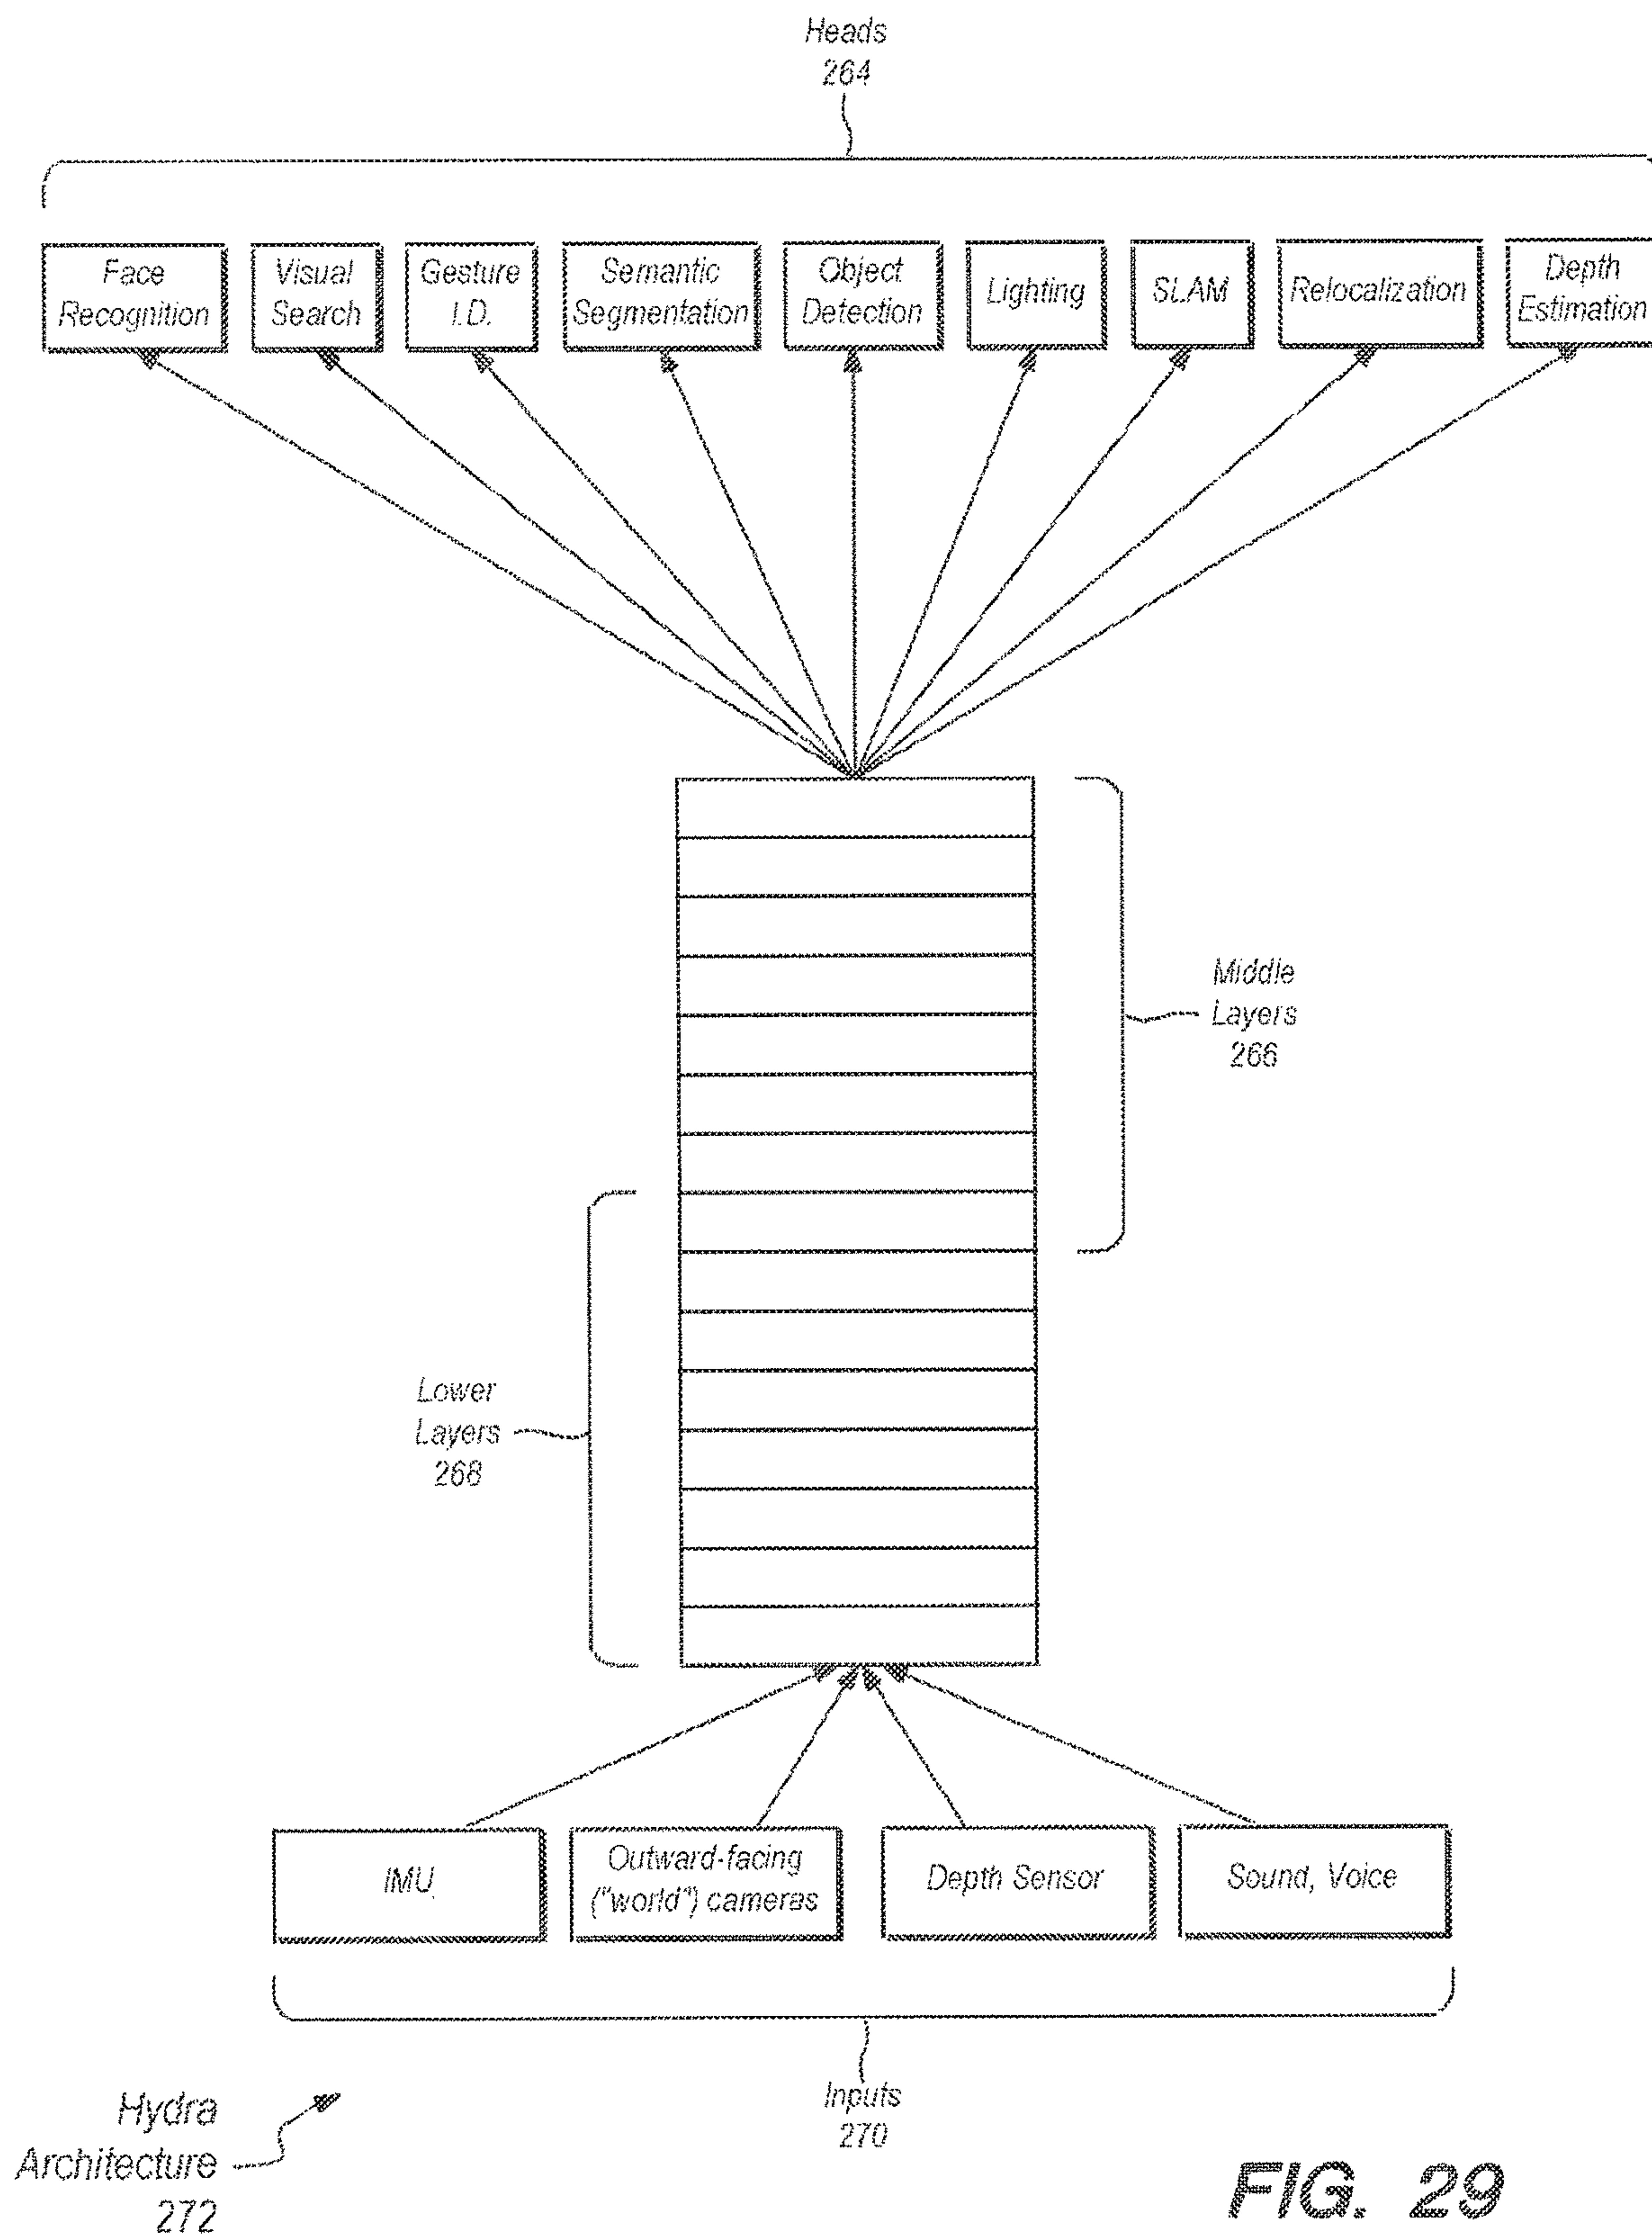 Heads
264
Face
Recognition
Visual
Search
Gesture
I.D.
Semantic
Segmentation
Object
Detection
Lighting
SLAM
Relocalization
Depth
Estimation
Middle
Layers
266
Lower
Layers
268
IMU
Outward-facing
("world") cameras
Depth Sensor
Sound, Voice
Inputs
270
Hydra
Architecture
272
FIG. 29